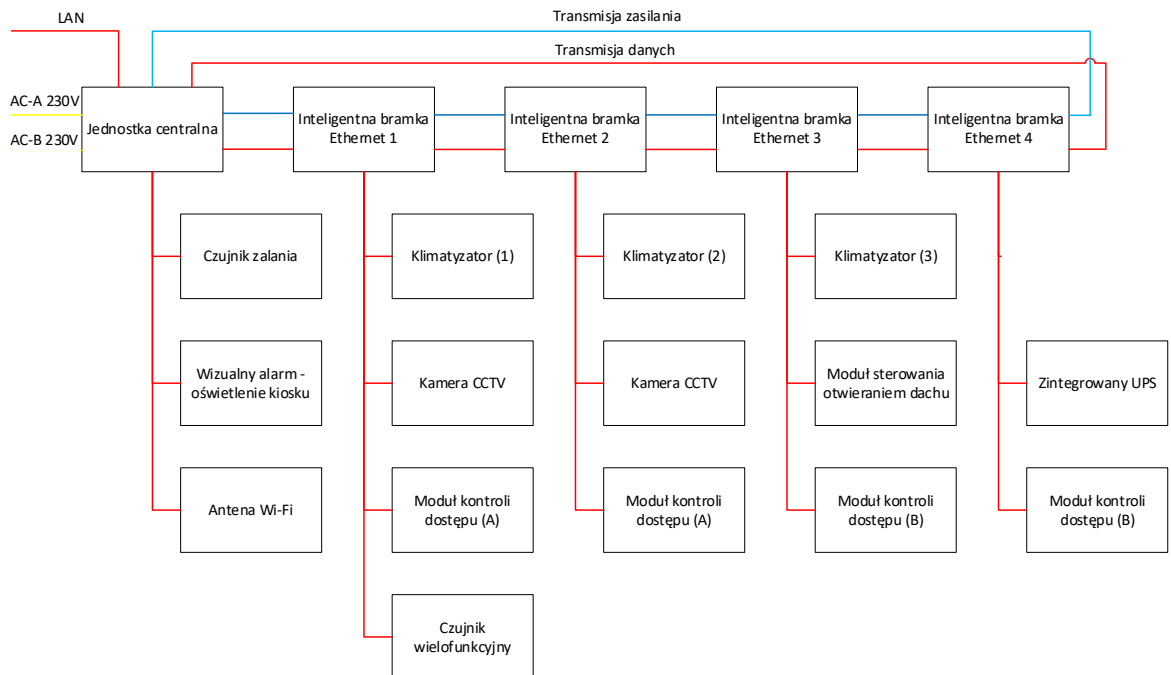 LAN
Transmisja zasilania
Transmisja danych
AC-A 230V
AC-B 230V
Jednostka centralna
Inteligentna bramka
Ethernet 1
Inteligentna bramka
Ethernet 2
Inteligentna bramka
Ethernet 3
Inteligentna bramka
Ethernet 4
Czujnik zalania
Klimatyzator (1)
Klimatyzator (2)
Klimatyzator (3)
Wizualny alarm -
oświetlenie kiosku
Kamera CCTV
Kamera CCTV
Moduł sterowania
otwieraniem dachu
Zintegrowany UPS
Antena Wi-Fi
Moduł kontroli
dostępu (A)
Moduł kontroli
dostępu (A)
Moduł kontroli
dostępu (B)
Moduł kontroli
dostępu (B)
Czujnik
wielofunkcyjny